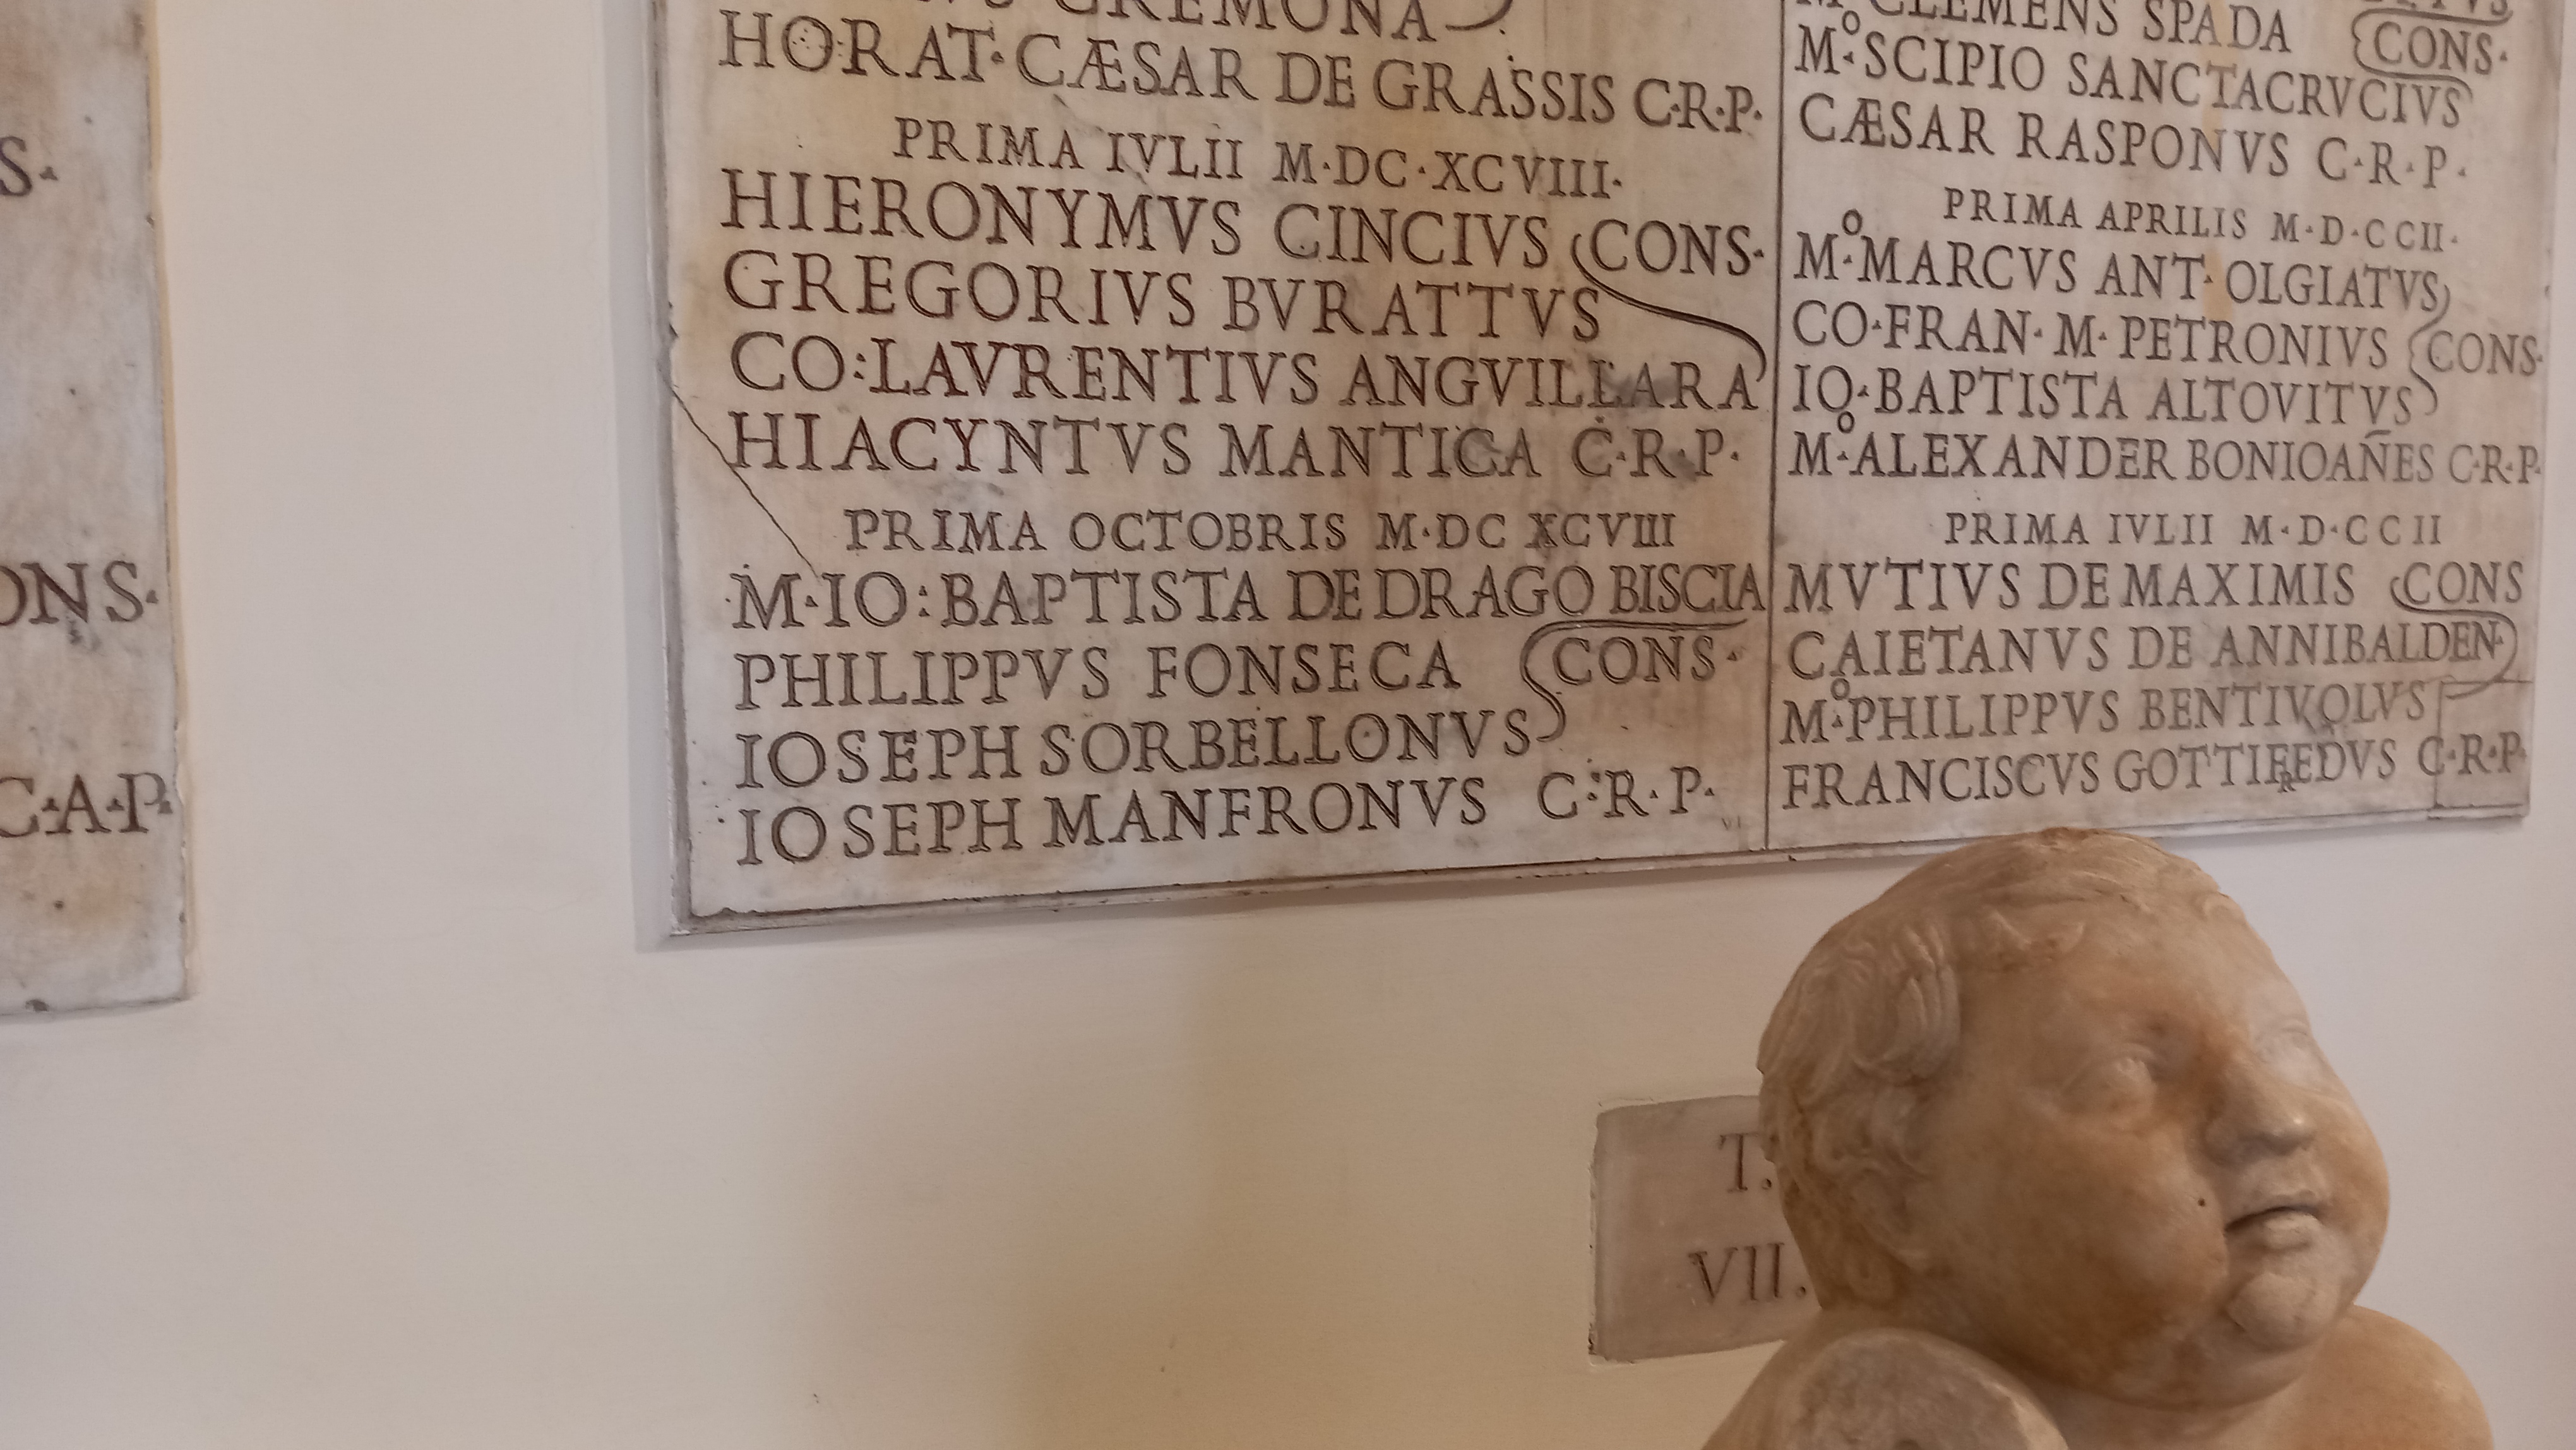 S·
ONS·
C·A·P·
CREMONA
HORAT· CÆSAR DE GRASSIS C·R·P·
PRIMA IVLII M·DC·XCVIII·
HIERONYMVS CINCIVS CONS·
GREGORIVS BVRATTVS
CO: LAVRENTIVS ANGVILLARA
HIACYNTVS MANTICA C·R·P·
PRIMA OCTOBRIS M·DC XCVIII
M·IO: BAPTISTA DE DRAGO BISCIA
PHILIPPVS FONSECA CONS·
IOSEPH SORBELLONVS
IOSEPH MANFRONVS C·R·P·
VI
M·º CLEMENS SPADA CONS·
M·º SCIPIO SANCTACRVCIVS
CÆSAR RASPONVS C·R·P·
PRIMA APRILIS M·D·CCII·
M·º MARCVS ANT· OLGIATVS
CO·FRAN· M· PETRONIVS CONS·
IO·BAPTISTA ALTOVITVS
M·º ALEXANDER BONIOAÑES C·R·P·
PRIMA IVLII M·D·CCII
MVTIVS DE MAXIMIS CONS
CAIETANVS DE ANNIBALDEN
M·º PHILIPPVS BENTIVOLVS
FRANCISCVS GOTTIFREDVS C·R·P·
T.
VII.